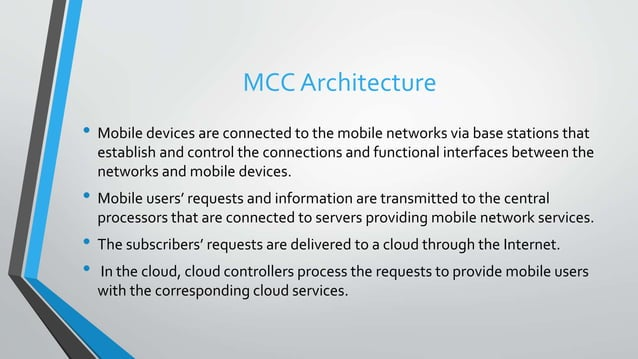 MCC Architecture
• Mobile devices are connected to the mobile networks via base stations that
establish and control the connections and functional interfaces between the
networks and mobile devices.
• Mobile users’ requests and information are transmitted to the central
processors that are connected to servers providing mobile network services.
• The subscribers’ requests are delivered to a cloud through the Internet.
• In the cloud, cloud controllers process the requests to provide mobile users
with the corresponding cloud services.